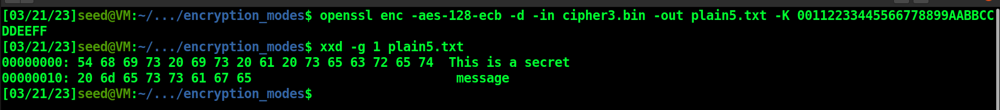 [03/21/23]seed@VM:~/.../encryption_modes$ openssl enc -aes-128-ecb -d -in cipher3.bin -out plain5.txt -K 00112233445566778899AABBCC
DDEEFF
[03/21/23]seed@VM:~/.../encryption_modes$ xxd -g 1 plain5.txt
00000000: 54 68 69 73 20 69 73 20 61 20 73 65 63 72 65 74  This is a secret
00000010: 20 6d 65 73 73 61 67 65                           message
[03/21/23]seed@VM:~/.../encryption_modes$